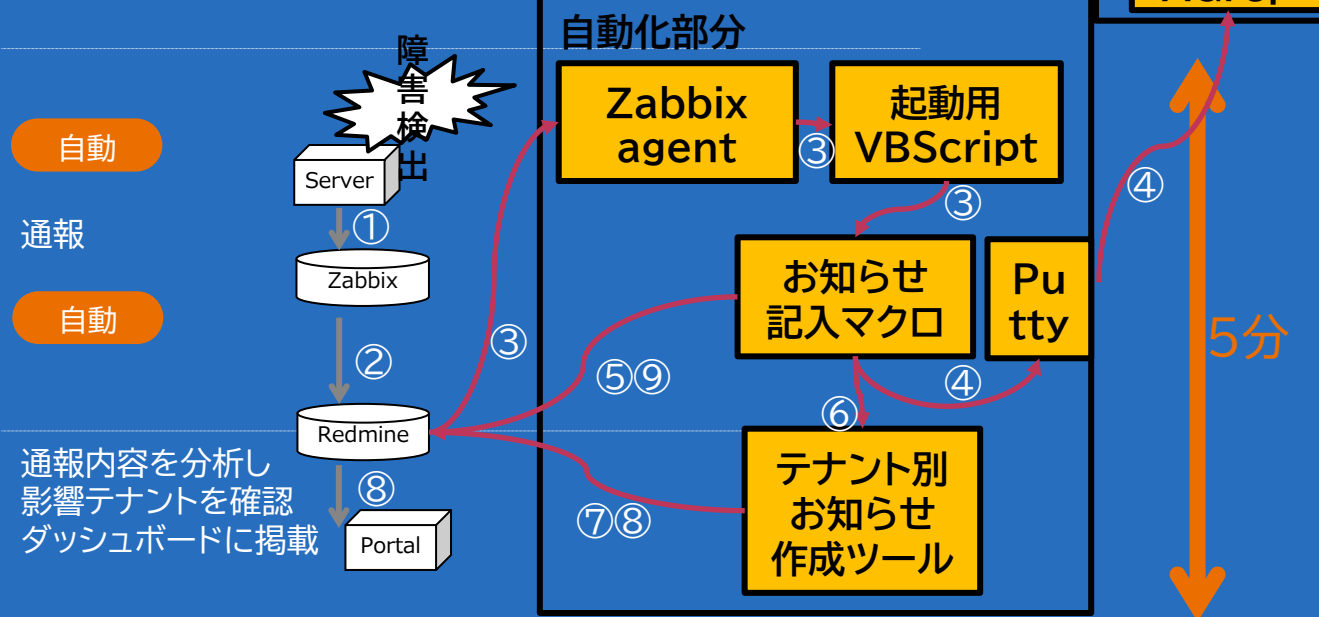 自動化部分
障
害
検
出
Zabbix
agent
起動用
VBScript
自動
Server
③
③
④
通報
①
Zabbix
お知らせ
記入マクロ
Pu
tty
自動
②
③
⑤⑨
④
5分
⑥
Redmine
通報内容を分析し
影響テナントを確認
ダッシュボードに掲載
⑧
Portal
⑦⑧
テナント別
お知らせ
作成ツール